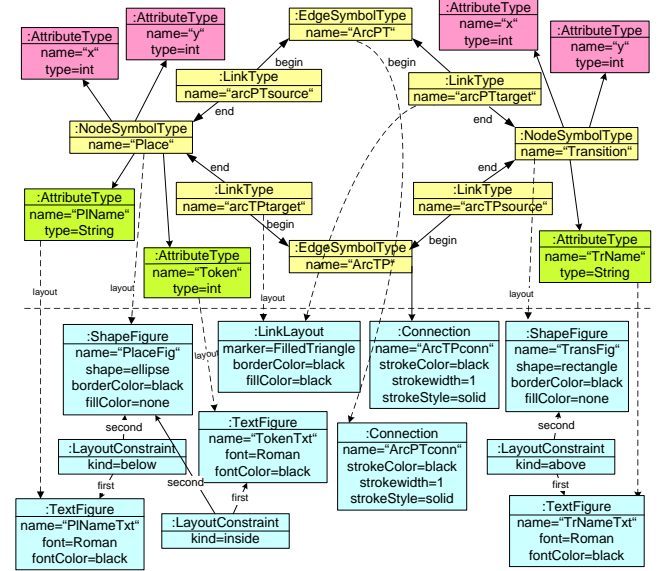 :AttributeType
name="x"
type=int
:AttributeType
name="y"
type=int
:EdgeSymbolType
name="ArcPT"
:AttributeType
name="x"
type=int
:AttributeType
name="y"
type=int
begin
begin
:LinkType
name="arcPTsource"
:LinkType
name="arcPTtarget"
end
end
:NodeSymbolType
name="Place"
:NodeSymbolType
name="Transition"
end
end
:LinkType
name="arcTPtarget"
:LinkType
name="arcTPsource"
:AttributeType
name="PlName"
type=String
begin
begin
:EdgeSymbolType
name="ArcTP"
:AttributeType
name="Token"
type=int
:AttributeType
name="TrName"
type=String
layout
layout
layout
layout
:ShapeFigure
name="PlaceFig"
shape=ellipse
borderColor=black
fillColor=none
:LinkLayout
marker=FilledTriangle
borderColor=black
fillColor=black
:Connection
name="ArcTPconn"
strokeColor=black
strokewidth=1
strokeStyle=solid
:ShapeFigure
name="TransFig"
shape=rectangle
borderColor=black
fillColor=none
layout
second
second
:TextFigure
name="TokenTxt"
font=Roman
fontColor=black
:Connection
name="ArcPTconn"
strokeColor=black
strokewidth=1
strokeStyle=solid
:LayoutConstraint
kind=below
:LayoutConstraint
kind=above
second
first
first
first
:TextFigure
name="PlNameTxt"
font=Roman
fontColor=black
:LayoutConstraint
kind=inside
:TextFigure
name="TrNameTxt"
font=Roman
fontColor=black